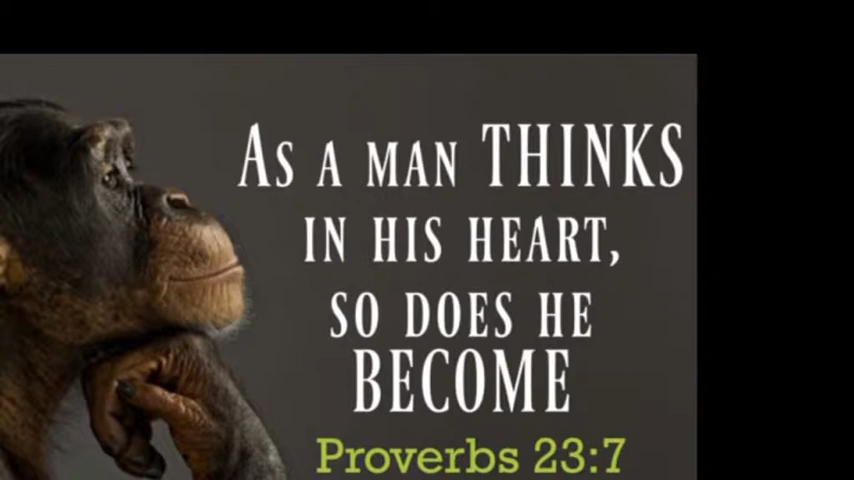 As a man THINKS
in his heart,
so does he
BECOME
Proverbs 23:7